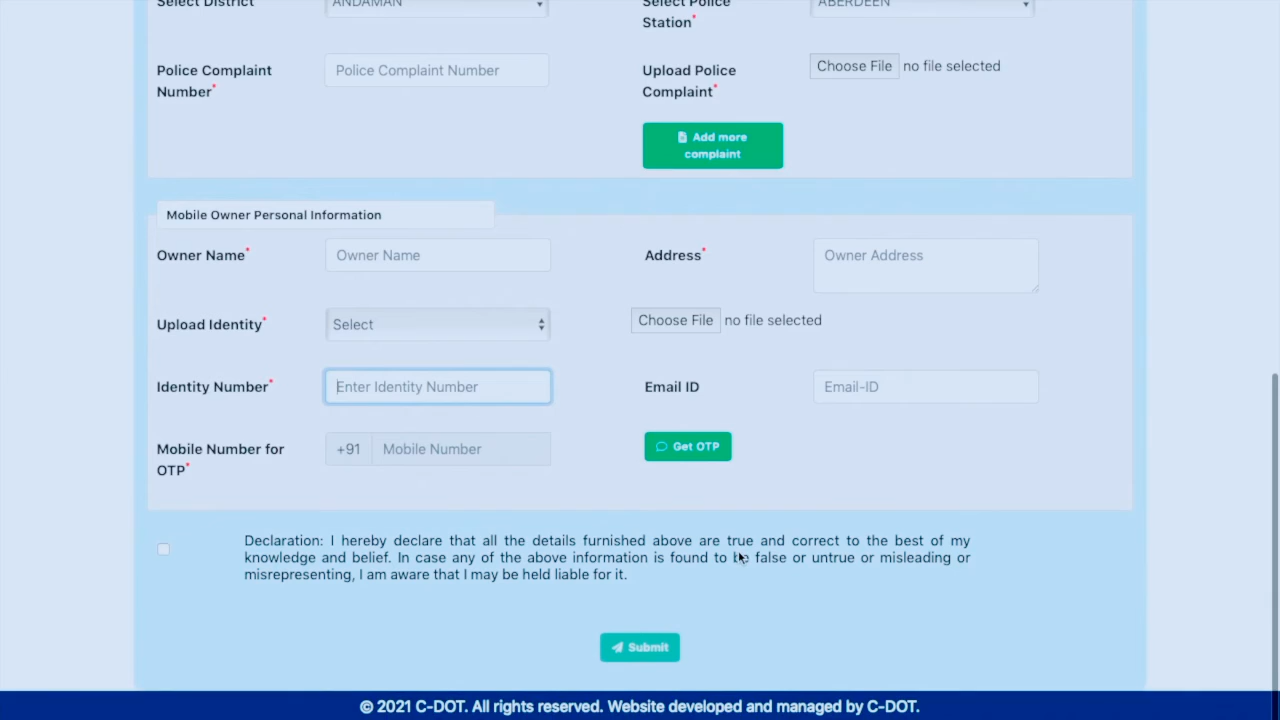 Select District
ANDAMAN
Select Police
Station*
ABERDEEN
Police Complaint
Number*
Police Complaint Number
Upload Police
Complaint*
Choose File no file selected
Add more
complaint
Mobile Owner Personal Information
Owner Name*
Owner Name
Address*
Owner Address
Upload Identity*
Select
Choose File no file selected
Identity Number*
Enter Identity Number
Email ID
Email-ID
Mobile Number for
OTP*
+91 Mobile Number
Get OTP
Declaration: I hereby declare that all the details furnished above are true and correct to the best of my
knowledge and belief. In case any of the above information is found to be false or untrue or misleading or
misrepresenting, I am aware that I may be held liable for it.
Submit
© 2021 C-DOT. All rights reserved. Website developed and managed by C-DOT.